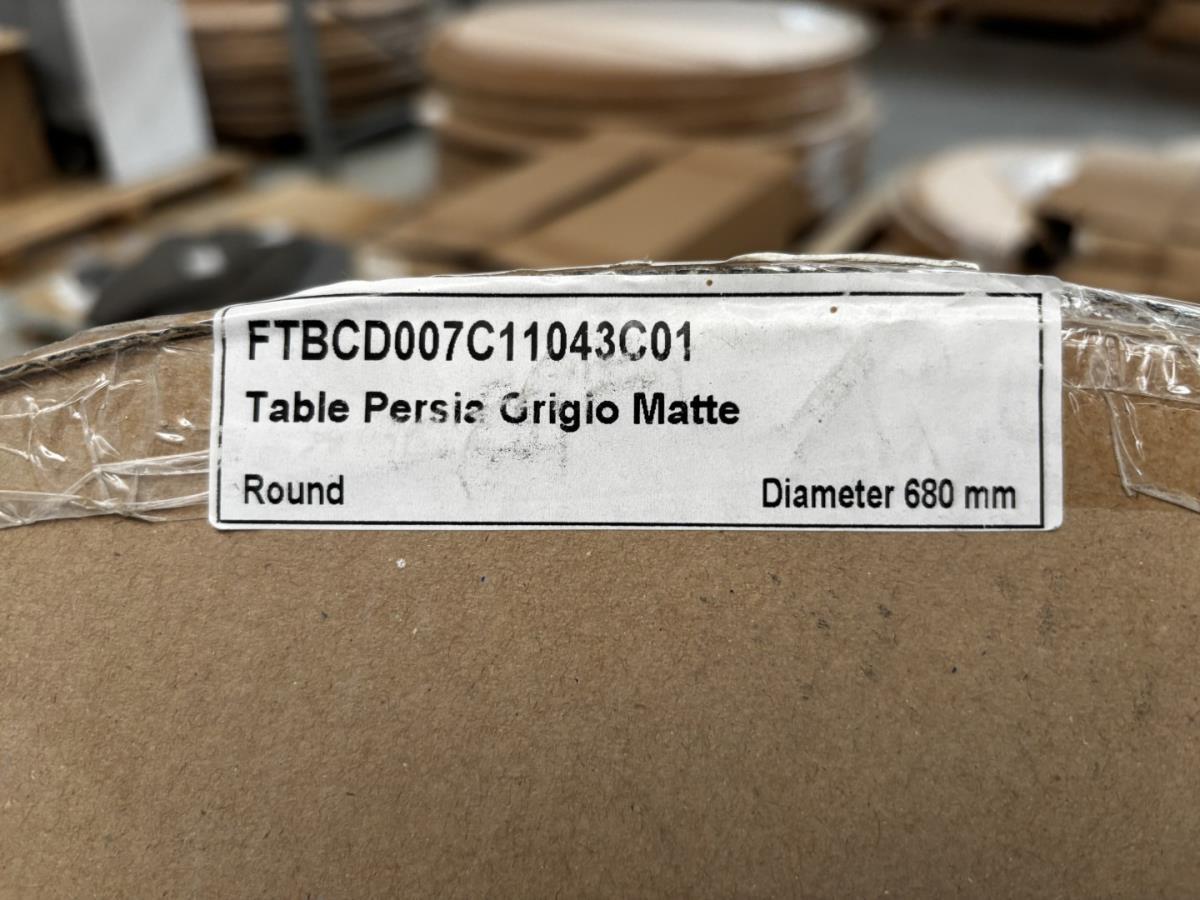 FTBCD007C11043C01
Table Persia Grigio Matte
Round
Diameter 680 mm